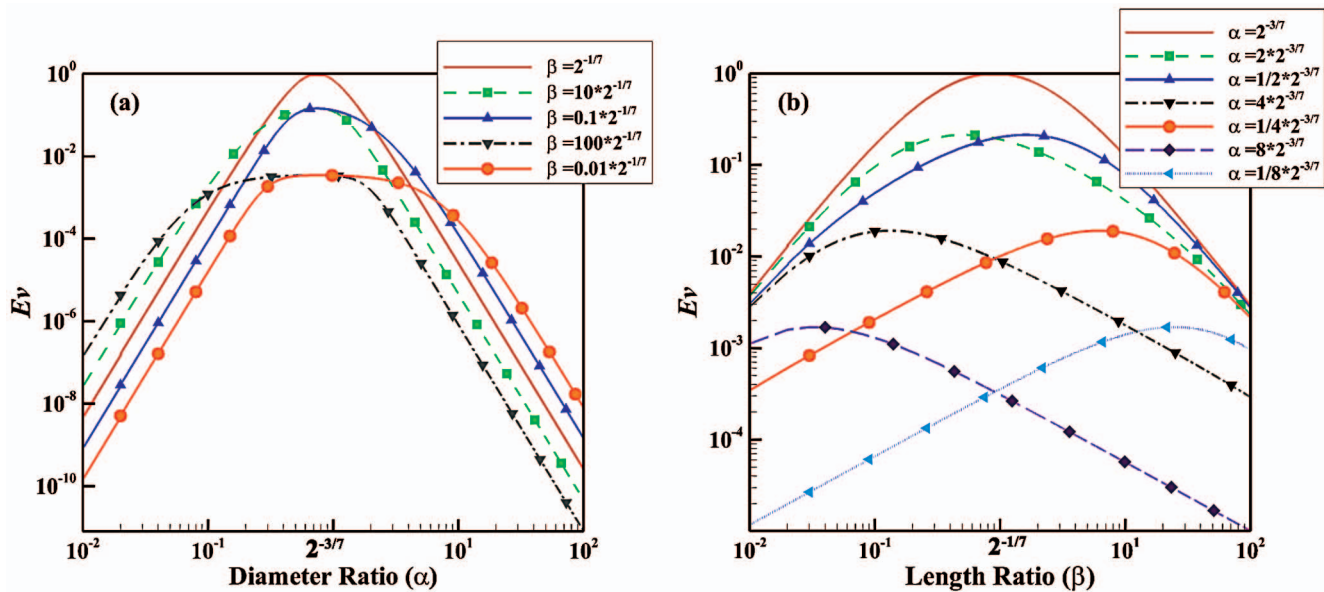 (a)
β =2^-1/7
β =10*2^-1/7
β =0.1*2^-1/7
β =100*2^-1/7
β =0.01*2^-1/7
Ev
10^0
10^-2
10^-4
10^-6
10^-8
10^-10
10^-2 10^-1 2^-3/7 10^1 10^2
Diameter Ratio (α)
(b)
α =2^-3/7
α =2*2^-3/7
α =1/2*2^-3/7
α =4*2^-3/7
α =1/4*2^-3/7
α =8*2^-3/7
α =1/8*2^-3/7
Ev
10^0
10^-1
10^-2
10^-3
10^-4
10^-2 10^-1 2^-1/7 10^1 10^2
Length Ratio (β)